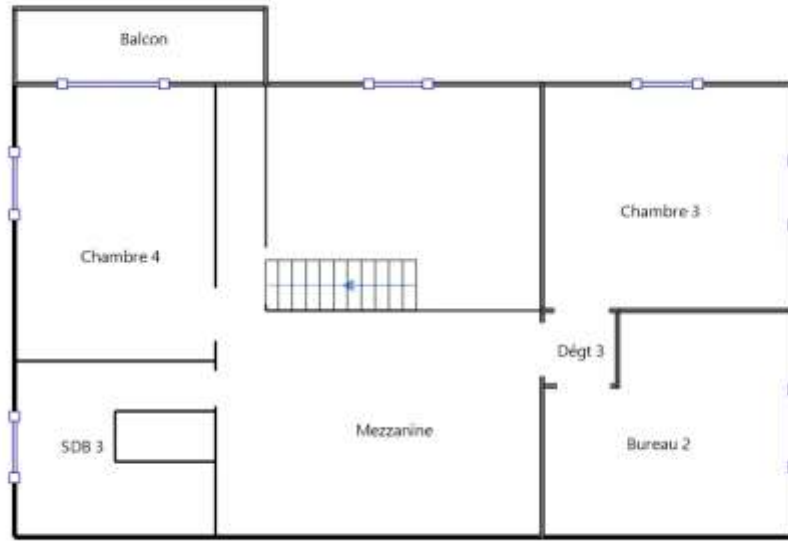 Balcon
Chambre 3
Chambre 4
Dégt 3
Mezzanine
SDB 3
Bureau 2